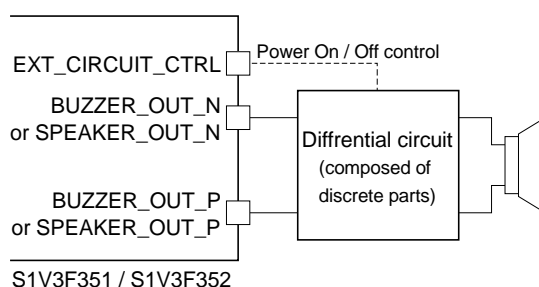 EXT_CIRCUIT_CTRL
Power On / Off control
BUZZER_OUT_N
or SPEAKER_OUT_N
Diffrential circuit
(composed of
discrete parts)
BUZZER_OUT_P
or SPEAKER_OUT_P
S1V3F351 / S1V3F352